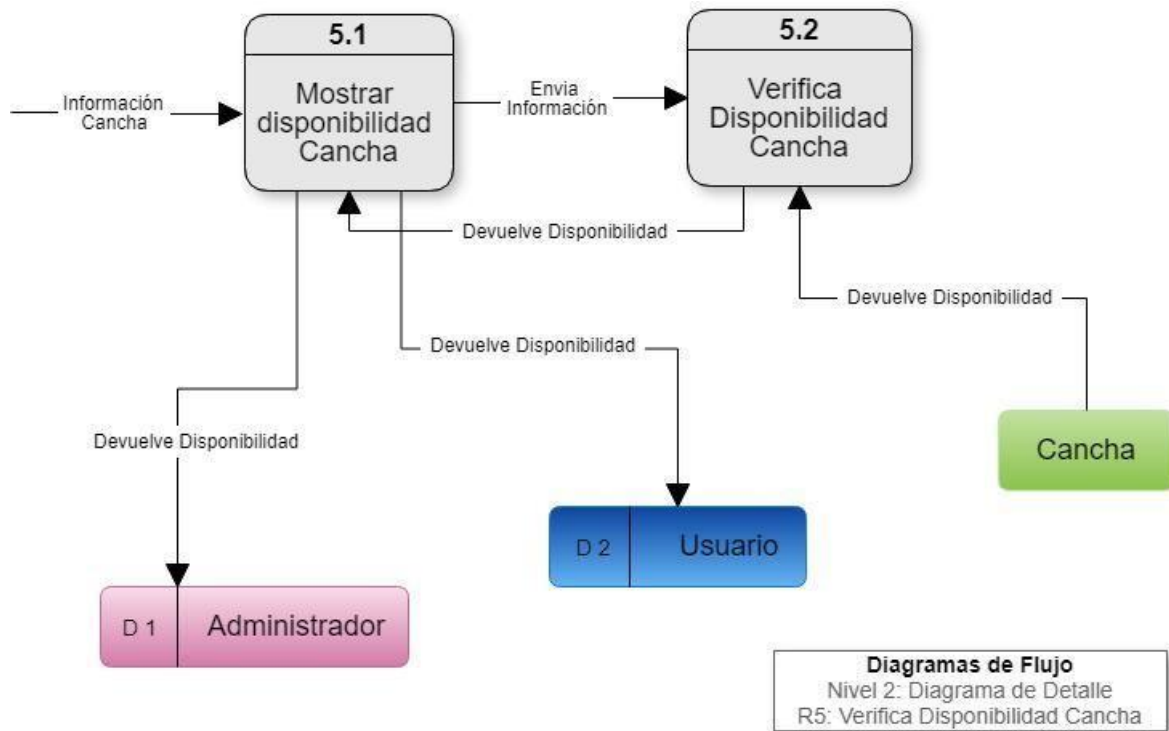 5.1
Mostrar
disponibilidad
Cancha
5.2
Verifica
Disponibilidad
Cancha
Información
Cancha
Envia
Información
Devuelve Disponibilidad
Devuelve Disponibilidad
Devuelve Disponibilidad
Devuelve Disponibilidad
Cancha
D 2
Usuario
D 1
Administrador
Diagramas de Flujo
Nivel 2: Diagrama de Detalle
R5: Verifica Disponibilidad Cancha